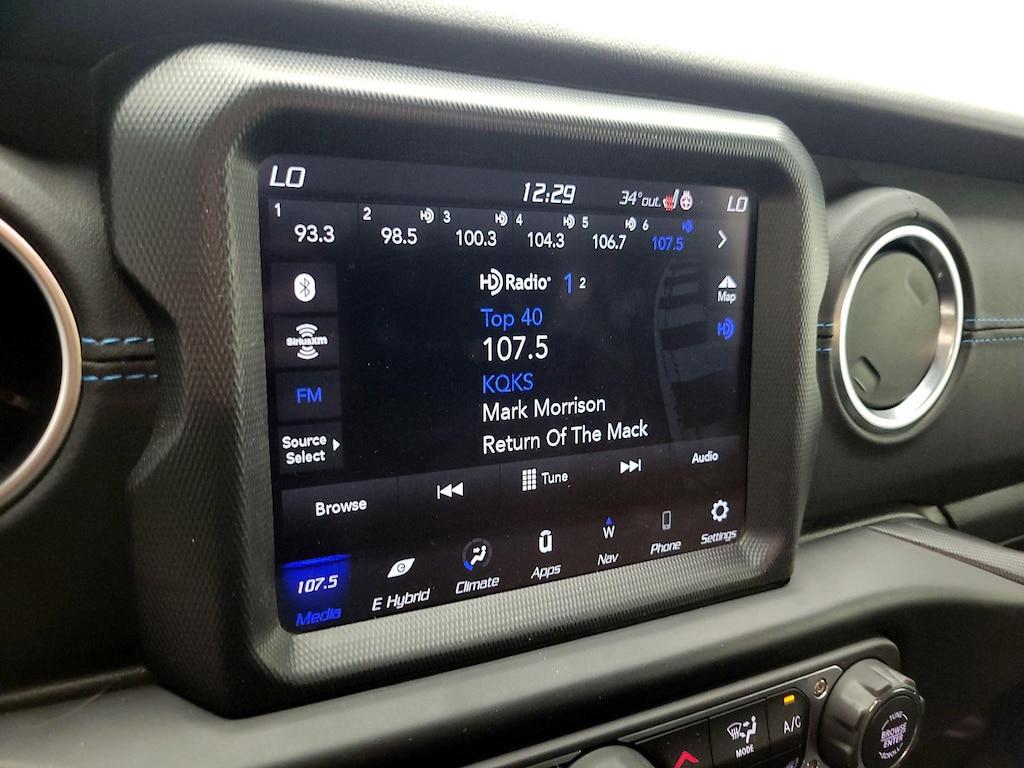 LO 12:29 34°out. LO
1 2 3 4 5 6
93.3 98.5 100.3 104.3 106.7 107.5
HD Radio 1 2
Map
Top 40
SiriusXM
107.5
FM
KQKS
Mark Morrison
Source Select
Return Of The Mack
Browse Tune Audio
107.5
Media E Hybrid Climate Apps W Nav Phone Settings
MODE
A/C
TUNE
BROWSE
ENTER